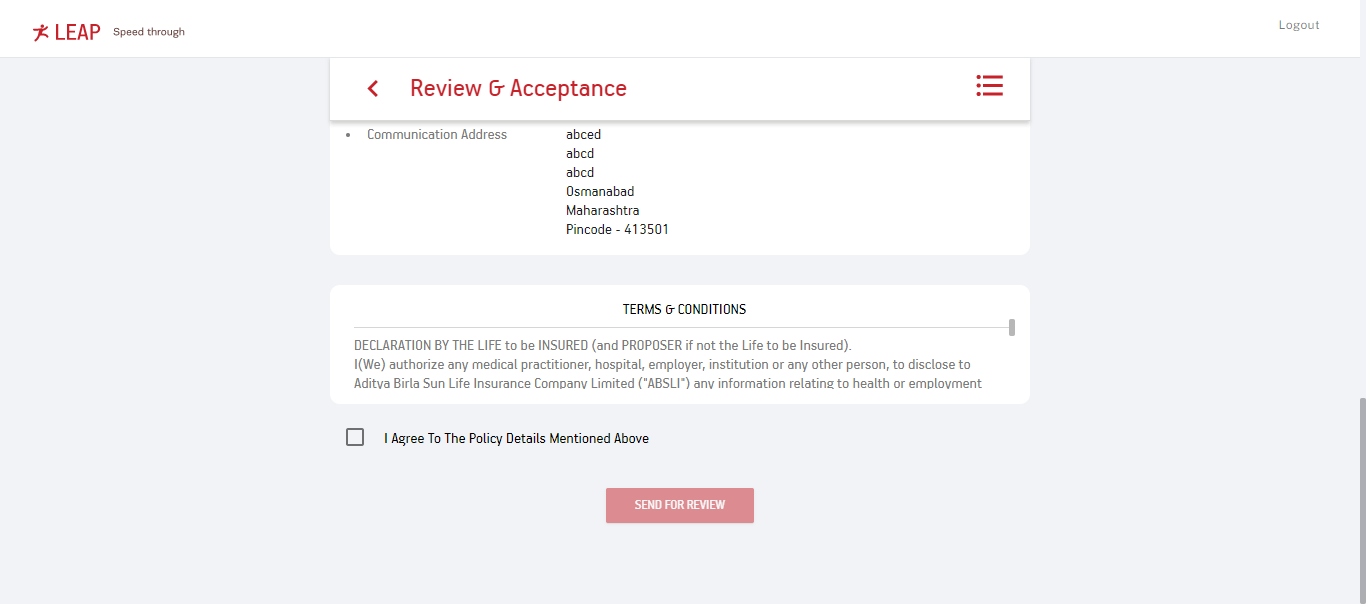 LEAP Speed through
Logout
Review & Acceptance
• Communication Address abced
abcd
abcd
Osmanabad
Maharashtra
Pincode - 413501
TERMS & CONDITIONS
DECLARATION BY THE LIFE to be INSURED (and PROPOSER if not the Life to be Insured).
I(We) authorize any medical practitioner, hospital, employer, institution or any other person, to disclose to
Aditya Birla Sun Life Insurance Company Limited ("ABSLI") any information relating to health or employment
I Agree To The Policy Details Mentioned Above
SEND FOR REVIEW